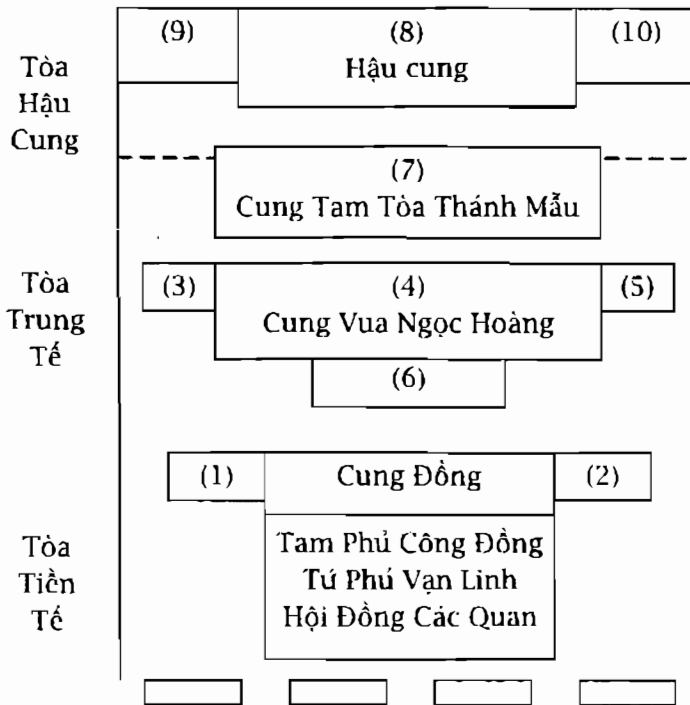 (9)
(8)
(10)
Hậu cung
Tòa
Hậu
Cung
(7)
Cung Tam Tòa Thánh Mẫu
Tòa
Trung
Tế
(3)
(4)
(5)
Cung Vua Ngọc Hoàng
(6)
(1)
Cung Đồng
(2)
Tòa
Tiền
Tế
Tam Phủ Công Đồng
Tứ Phủ Vạn Linh
Hội Đồng Các Quan